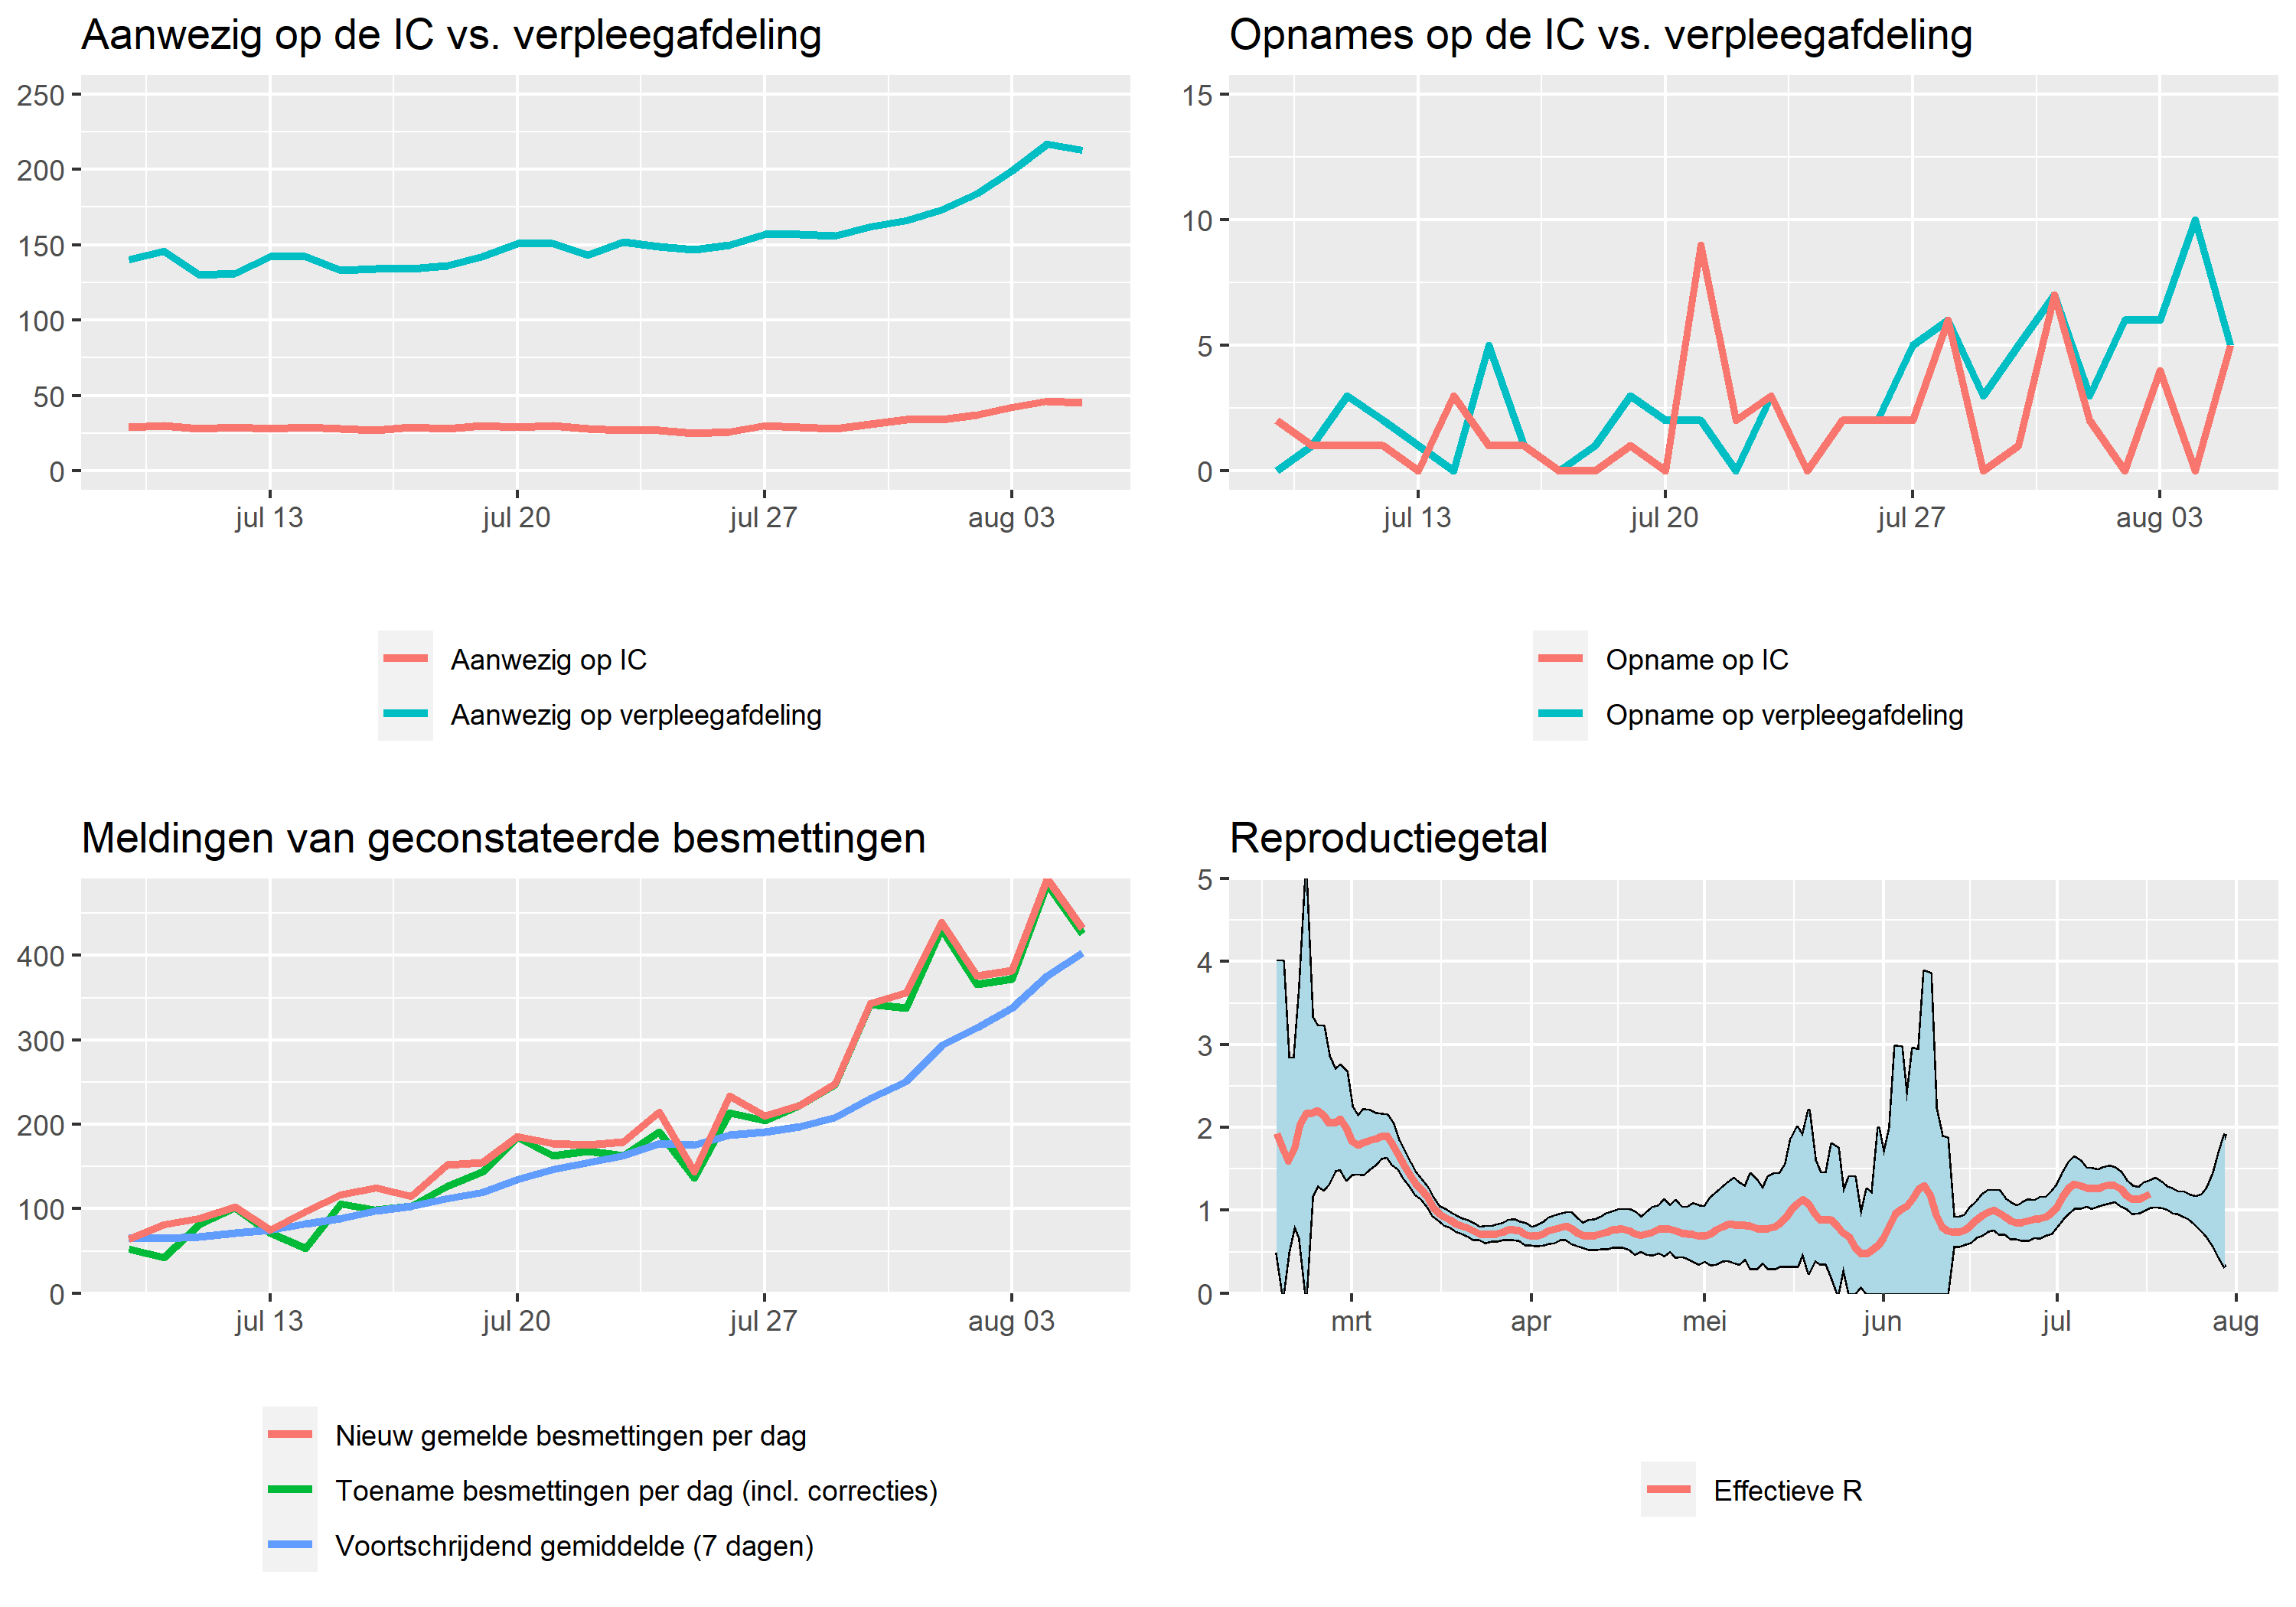 Aanwezig op de IC vs. verpleegafdeling
250
200
150
100
50
0
jul 13 jul 20 jul 27 aug 03
Aanwezig op IC
Aanwezig op verpleegafdeling
Opnames op de IC vs. verpleegafdeling
15
10
5
0
jul 13 jul 20 jul 27 aug 03
Opname op IC
Opname op verpleegafdeling
Meldingen van geconstateerde besmettingen
400
300
200
100
0
jul 13 jul 20 jul 27 aug 03
Nieuw gemelde besmettingen per dag
Toename besmettingen per dag (incl. correcties)
Voortschrijdend gemiddelde (7 dagen)
Reproductiegetal
5
4
3
2
1
0
mrt apr mei jun jul aug
Effectieve R